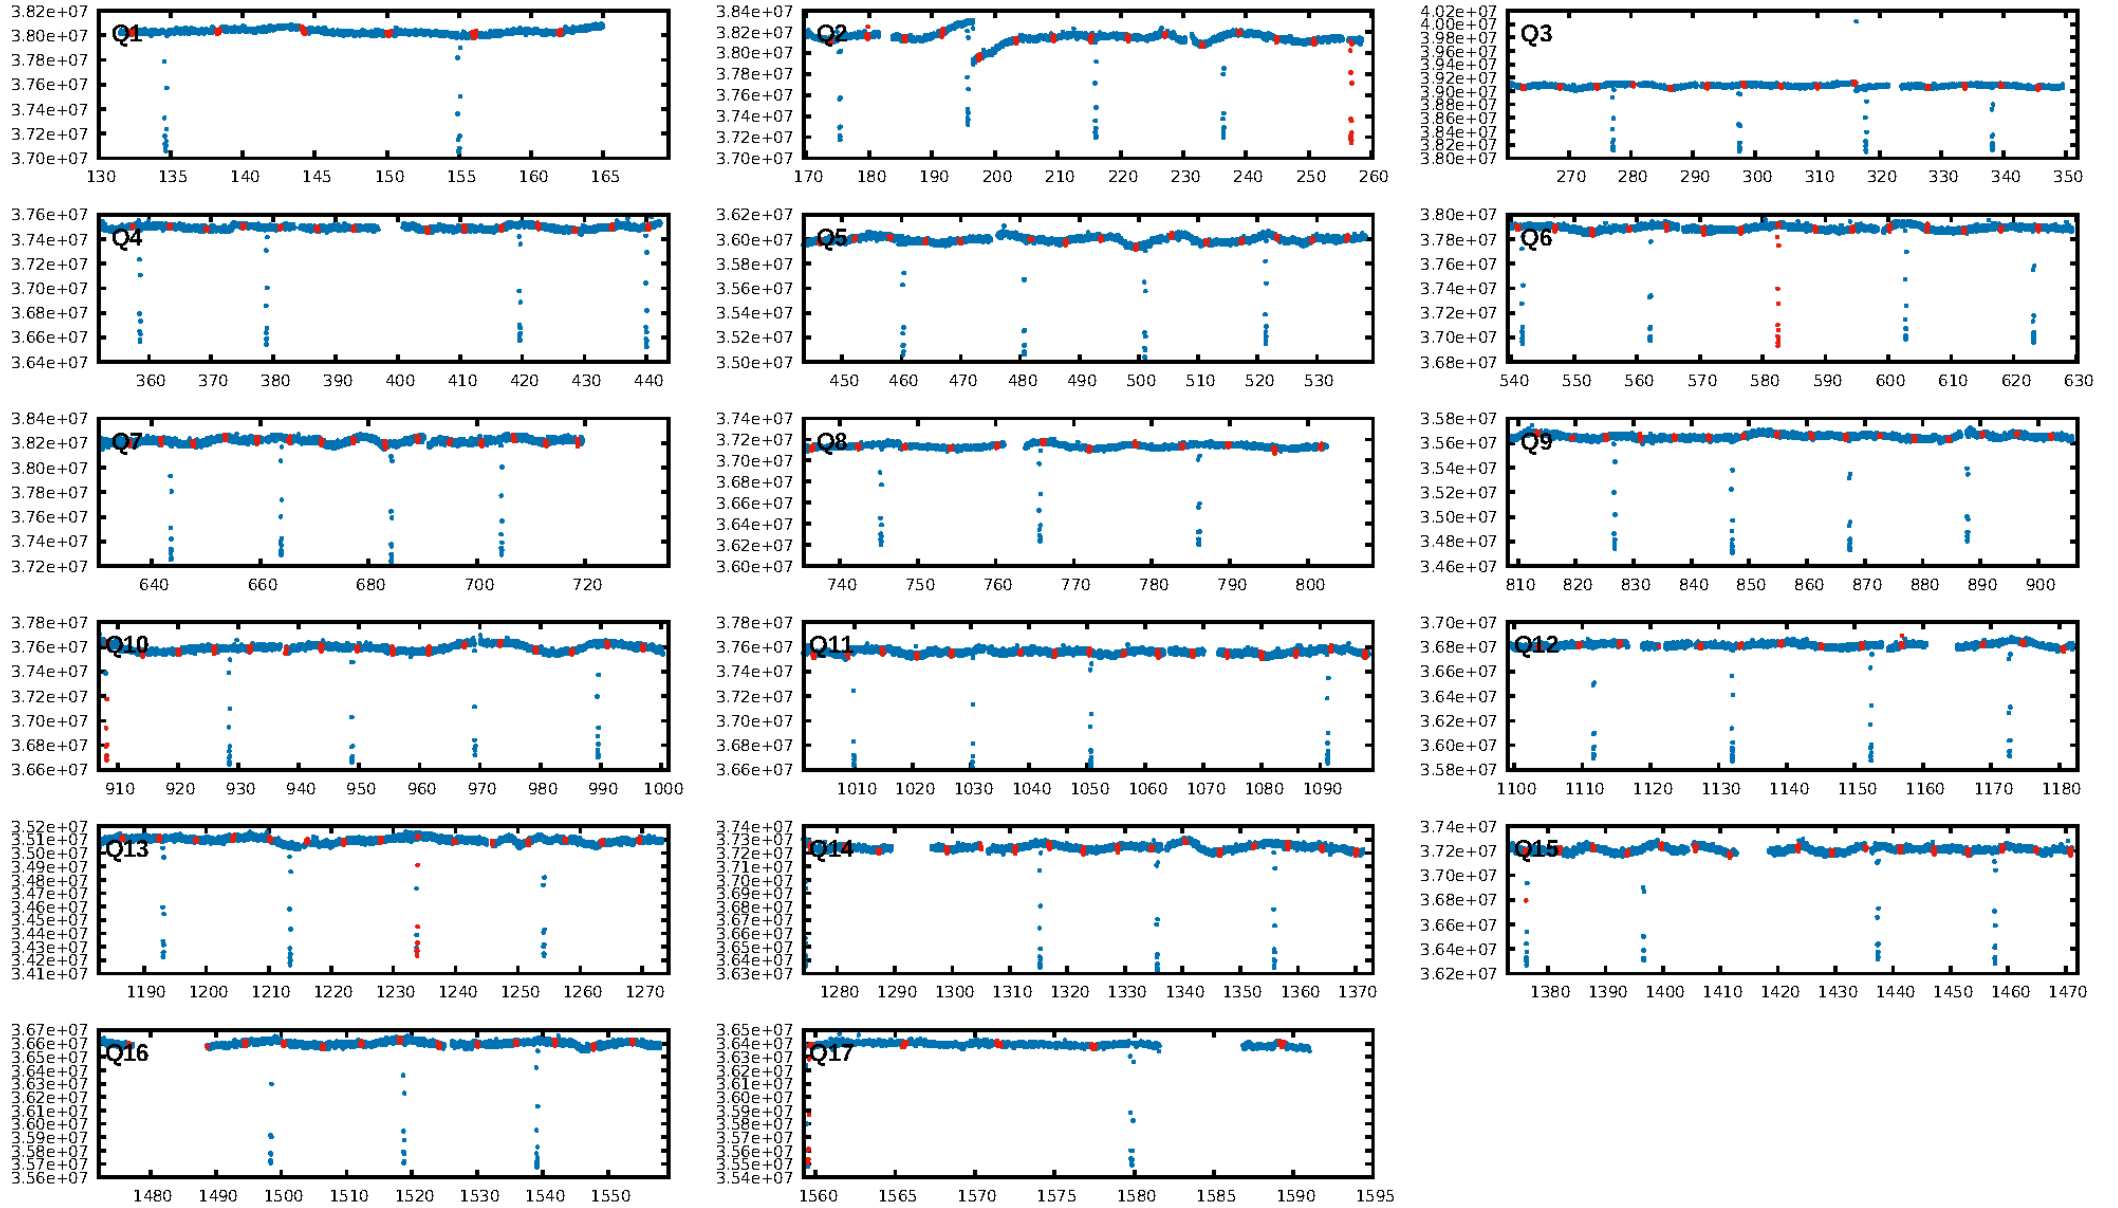 3.82e+07
3.80e+07
3.78e+07
3.76e+07
3.74e+07
3.72e+07
3.70e+07
Q1
130 135 140 145 150 155 160 165
3.84e+07
3.82e+07
3.80e+07
3.78e+07
3.76e+07
3.74e+07
3.72e+07
3.70e+07
Q2
170 180 190 200 210 220 230 240 250 260
4.02e+07
4.00e+07
3.98e+07
3.96e+07
3.94e+07
3.92e+07
3.90e+07
3.88e+07
3.86e+07
3.84e+07
3.82e+07
3.80e+07
Q3
270 280 290 300 310 320 330 340 350
3.76e+07
3.74e+07
3.72e+07
3.70e+07
3.68e+07
3.66e+07
3.64e+07
Q4
360 370 380 390 400 410 420 430 440
3.62e+07
3.60e+07
3.58e+07
3.56e+07
3.54e+07
3.52e+07
3.50e+07
Q5
450 460 470 480 490 500 510 520 530
3.80e+07
3.78e+07
3.76e+07
3.74e+07
3.72e+07
3.70e+07
3.68e+07
Q6
540 550 560 570 580 590 600 610 620 630
3.84e+07
3.82e+07
3.80e+07
3.78e+07
3.76e+07
3.74e+07
3.72e+07
Q7
640 660 680 700 720
3.74e+07
3.72e+07
3.70e+07
3.68e+07
3.66e+07
3.64e+07
3.62e+07
3.60e+07
Q8
740 750 760 770 780 790 800
3.58e+07
3.56e+07
3.54e+07
3.52e+07
3.50e+07
3.48e+07
3.46e+07
Q9
810 820 830 840 850 860 870 880 890 900
3.78e+07
3.76e+07
3.74e+07
3.72e+07
3.70e+07
3.68e+07
3.66e+07
Q10
910 920 930 940 950 960 970 980 990 1000
3.78e+07
3.76e+07
3.74e+07
3.72e+07
3.70e+07
3.68e+07
3.66e+07
Q11
1010 1020 1030 1040 1050 1060 1070 1080 1090
3.70e+07
3.68e+07
3.66e+07
3.64e+07
3.62e+07
3.60e+07
3.58e+07
Q12
1100 1110 1120 1130 1140 1150 1160 1170 1180
3.52e+07
3.51e+07
3.50e+07
3.49e+07
3.48e+07
3.47e+07
3.46e+07
3.45e+07
3.44e+07
3.43e+07
3.42e+07
3.41e+07
Q13
1190 1200 1210 1220 1230 1240 1250 1260 1270
3.74e+07
3.73e+07
3.72e+07
3.71e+07
3.70e+07
3.69e+07
3.68e+07
3.67e+07
3.66e+07
3.65e+07
3.64e+07
3.63e+07
Q14
1280 1290 1300 1310 1320 1330 1340 1350 1360 1370
3.74e+07
3.72e+07
3.70e+07
3.68e+07
3.66e+07
3.64e+07
3.62e+07
Q15
1380 1390 1400 1410 1420 1430 1440 1450 1460 1470
3.67e+07
3.66e+07
3.65e+07
3.64e+07
3.63e+07
3.62e+07
3.61e+07
3.60e+07
3.59e+07
3.58e+07
3.57e+07
3.56e+07
Q16
1480 1490 1500 1510 1520 1530 1540 1550
3.65e+07
3.64e+07
3.63e+07
3.62e+07
3.61e+07
3.60e+07
3.59e+07
3.58e+07
3.57e+07
3.56e+07
3.55e+07
3.54e+07
Q17
1560 1565 1570 1575 1580 1585 1590 1595